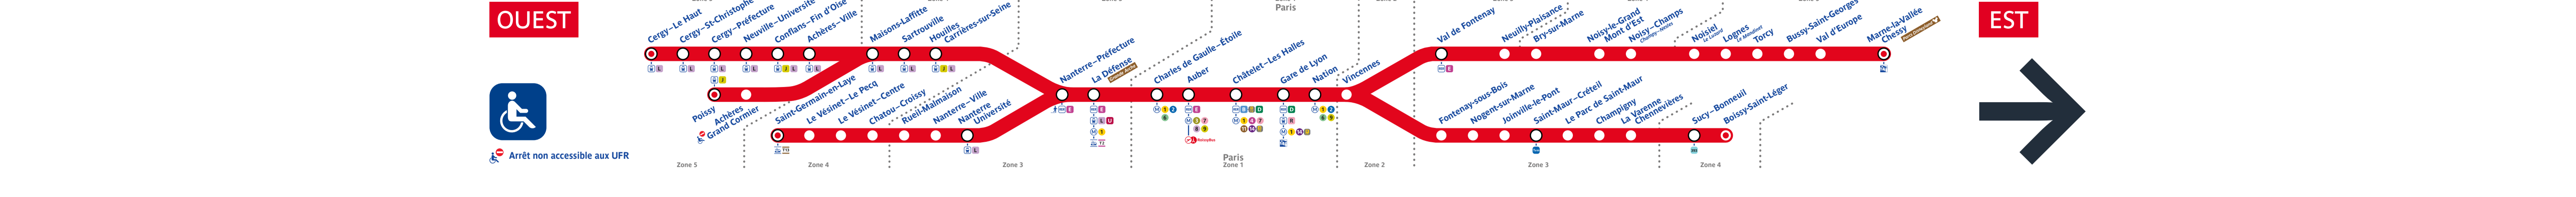 OUEST
EST
Paris
Cergy–Le Haut
Cergy–St-Christophe
Cergy–Préfecture
Neuville–Université
Conflans–Fin d'Oise
Achères–Ville
Maisons-Laffitte
Sartrouville
Houilles
Carrières-sur-Seine
Poissy
Achères
Grand Cormier
Saint-Germain-en-Laye
Le Vésinet–Le Pecq
Le Vésinet–Centre
Chatou–Croissy
Rueil-Malmaison
Nanterre–Ville
Nanterre
Université
Nanterre–Préfecture
La Défense
Grande Arche
Charles de Gaulle–Étoile
Auber
Châtelet–Les Halles
Gare de Lyon
Nation
Vincennes
Val de Fontenay
Neuilly-Plaisance
Bry-sur-Marne
Noisy-le-Grand
Mont d'Est
Noisy–Champs
Noisiel
Le Luzard
Lognes
Le Mandinet
Torcy
Bussy-Saint-Georges
Val d'Europe
Marne-la-Vallée
Chessy
Fontenay-sous-Bois
Nogent-sur-Marne
Joinville-le-Pont
Saint-Maur–Créteil
Le Parc de Saint-Maur
Champigny
La Varenne
Chennevières
Sucy–Bonneuil
Boissy-Saint-Léger
Arrêt non accessible aux UFR
Zone 5
Zone 4
Zone 3
Paris
Zone 1
Zone 2
Zone 3
Zone 4